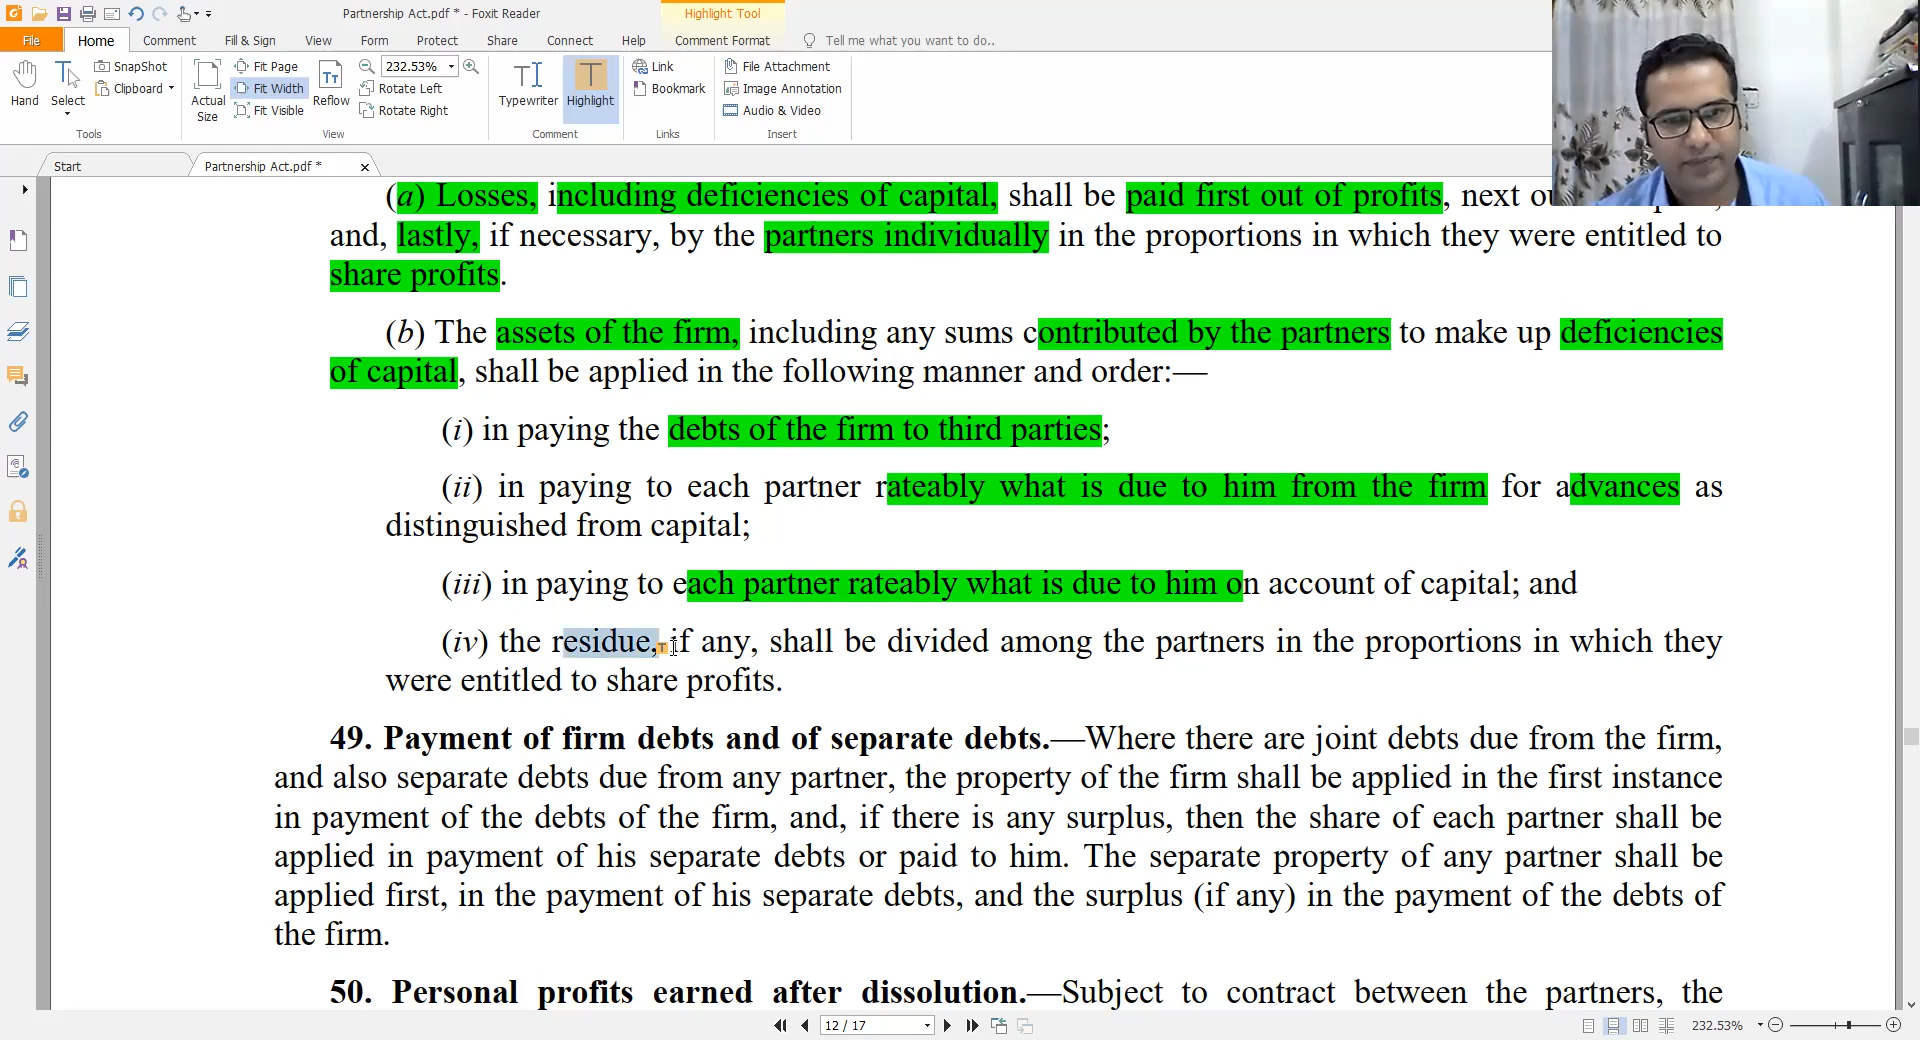 Partnership Act.pdf * - Foxit Reader
Highlight Tool
File Home Comment Fill & Sign View Form Protect Share Connect Help Comment Format Tell me what you want to do..
Hand
Select
SnapShot
Clipboard
Tools
Actual Size
Fit Page
Fit Width
Fit Visible
Reflow
232.53%
Rotate Left
Rotate Right
View
Typewriter
Highlight
Comment
Link
Bookmark
Links
File Attachment
Image Annotation
Audio & Video
Insert
Start
Partnership Act.pdf *
(a) Losses, including deficiencies of capital, shall be paid first out of profits, next
and, lastly, if necessary, by the partners individually in the proportions in which they were entitled to
share profits.
(b) The assets of the firm, including any sums contributed by the partners to make up deficiencies
of capital, shall be applied in the following manner and order:—
(i) in paying the debts of the firm to third parties;
(ii) in paying to each partner rateably what is due to him from the firm for advances as
distinguished from capital;
(iii) in paying to each partner rateably what is due to him on account of capital; and
(iv) the residue, if any, shall be divided among the partners in the proportions in which they
were entitled to share profits.
49. Payment of firm debts and of separate debts.—Where there are joint debts due from the firm,
and also separate debts due from any partner, the property of the firm shall be applied in the first instance
in payment of the debts of the firm, and, if there is any surplus, then the share of each partner shall be
applied in payment of his separate debts or paid to him. The separate property of any partner shall be
applied first, in the payment of his separate debts, and the surplus (if any) in the payment of the debts of
the firm.
50. Personal profits earned after dissolution.—Subject to contract between the partners, the
12 / 17
232.53%